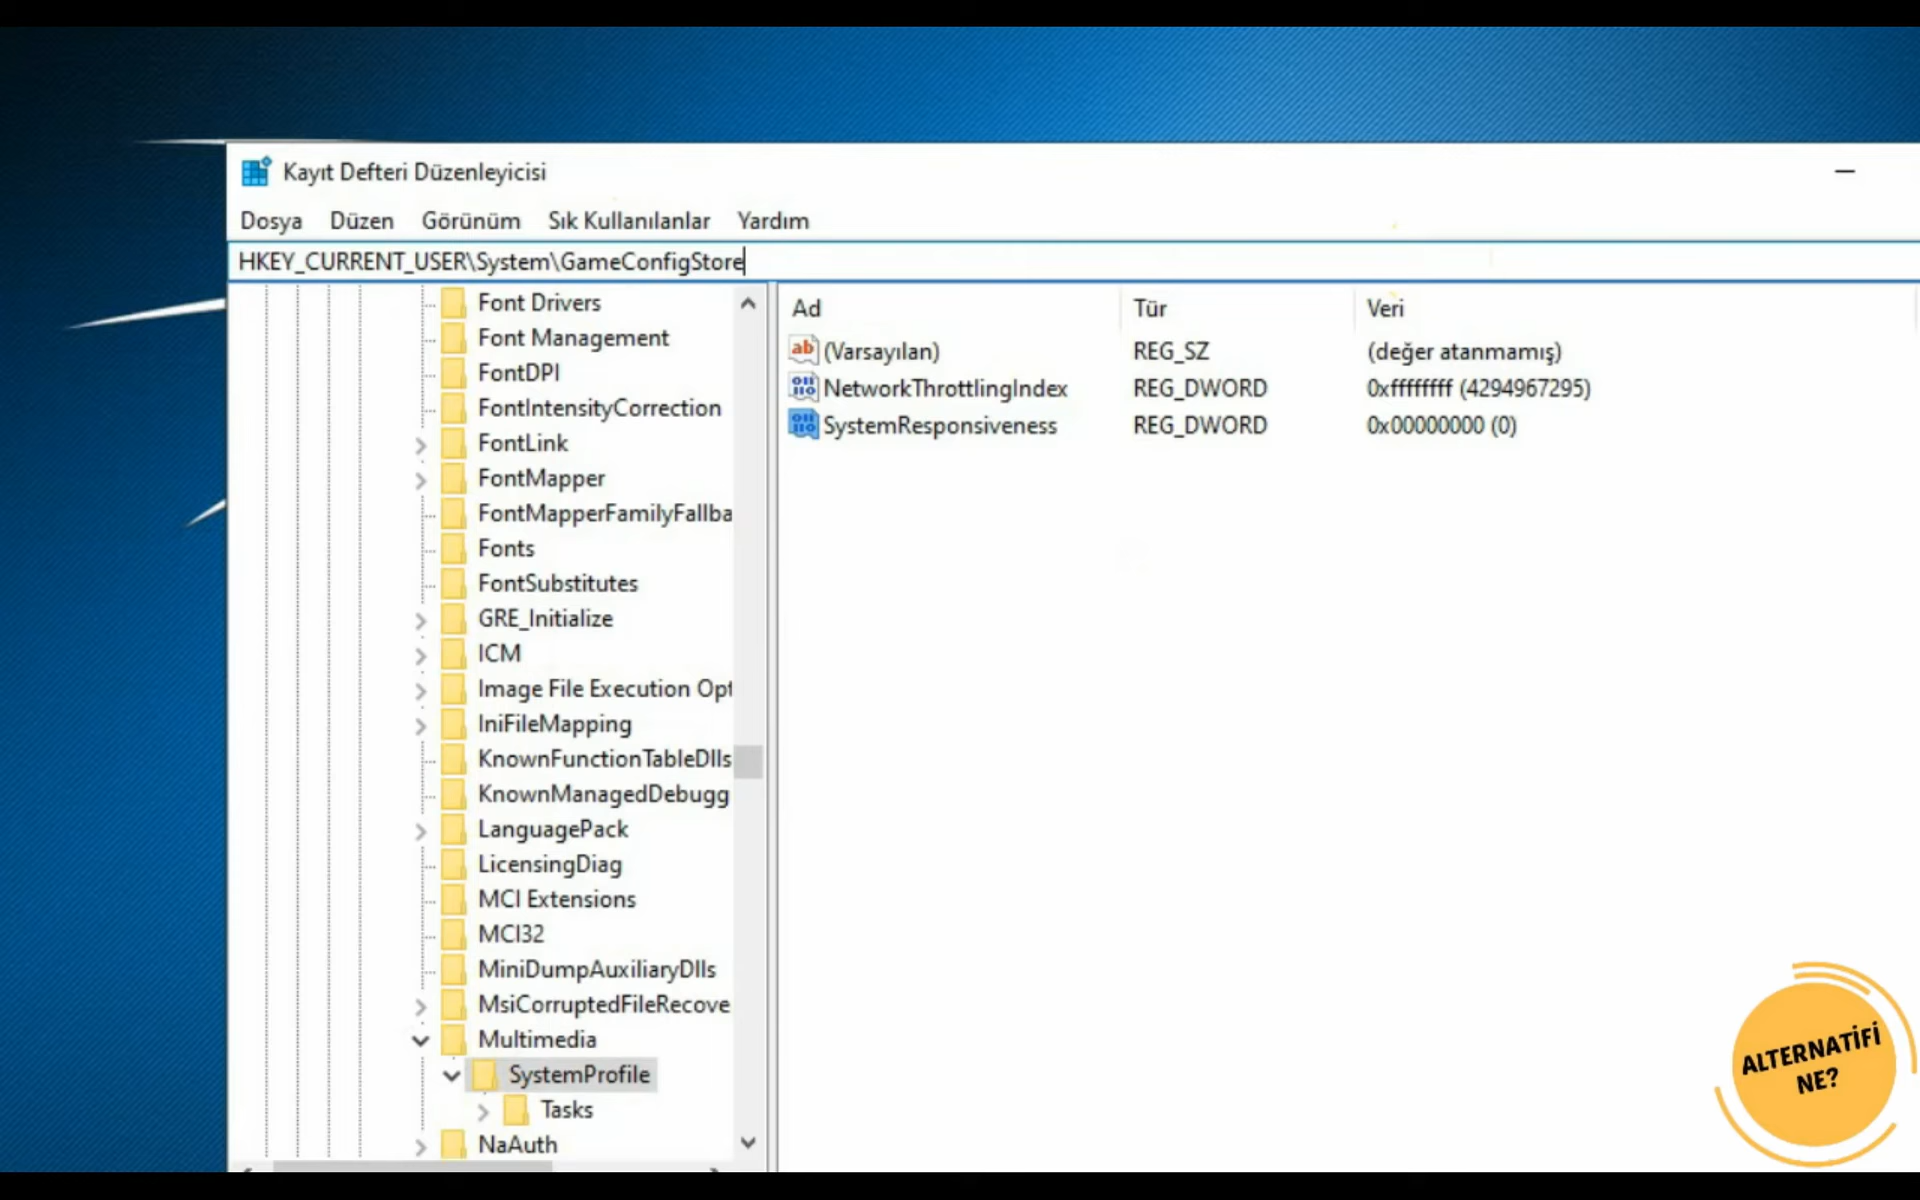 Kayıt Defteri Düzenleyicisi
Dosya Düzen Görünüm Sık Kullanılanlar Yardım
HKEY_CURRENT_USER\System\GameConfigStore
Font Drivers
Font Management
FontDPI
FontIntensityCorrection
FontLink
FontMapper
FontMapperFamilyFallba
Fonts
FontSubstitutes
GRE_Initialize
ICM
Image File Execution Opt
IniFileMapping
KnownFunctionTableDlls
KnownManagedDebugg
LanguagePack
LicensingDiag
MCI Extensions
MCI32
MiniDumpAuxiliaryDlls
MsiCorruptedFileRecove
Multimedia
SystemProfile
Tasks
NaAuth
Ad Tür Veri
ab (Varsayılan) REG_SZ (değer atanmamış)
NetworkThrottlingIndex REG_DWORD 0xffffffff (4294967295)
SystemResponsiveness REG_DWORD 0x00000000 (0)
ALTERNATİFİ
NE?